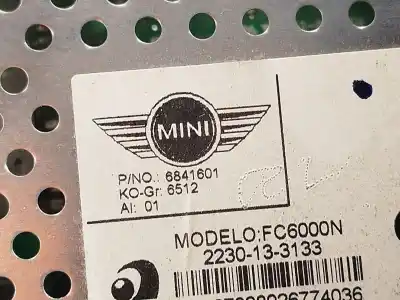 MINI
P/NO.: 6841601
KO-Gr: 6512
AI: 01
MODELO:FC6000N
2230-13-3133